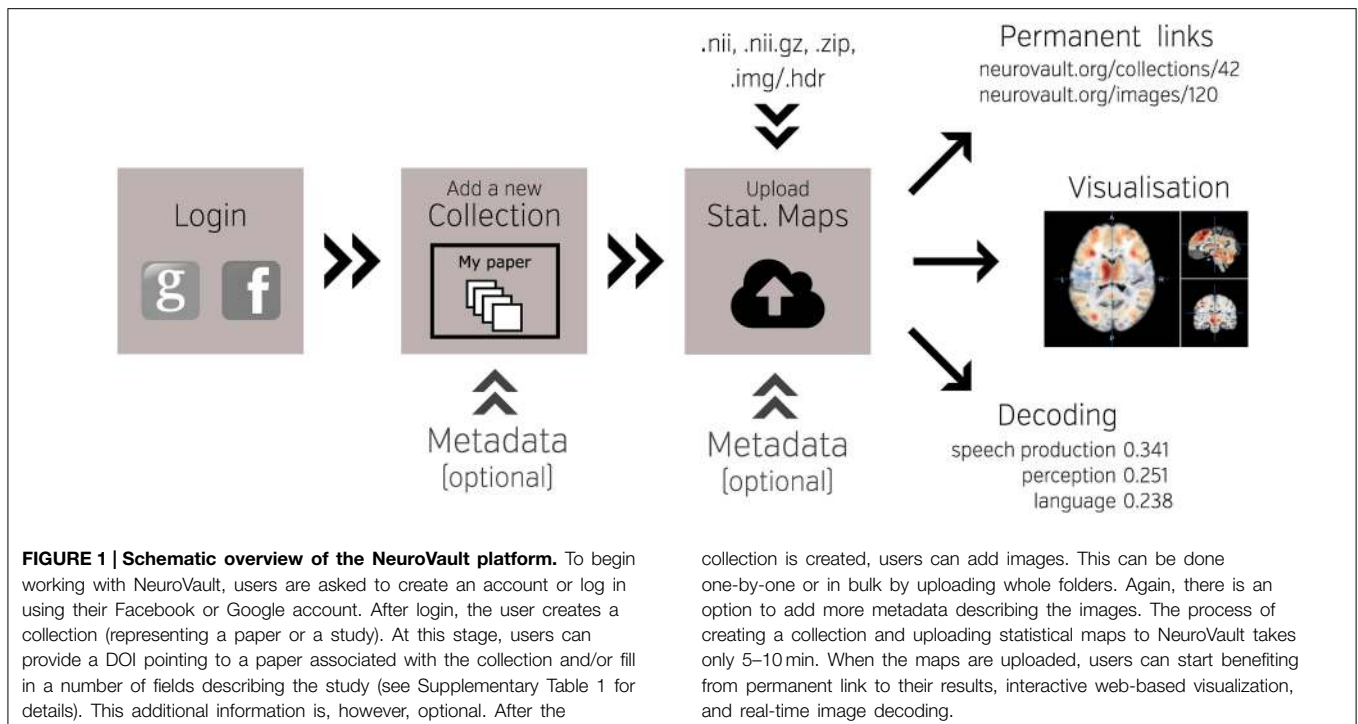 .nii, .nii.gz, .zip,
.img/.hdr
Permanent links
neurovault.org/collections/42
neurovault.org/images/120
Login
g f
Add a new
Collection
My paper
Upload
Stat. Maps
Visualisation
Metadata
(optional)
Metadata
(optional)
Decoding
speech production 0.341
perception 0.251
language 0.238
FIGURE 1 | Schematic overview of the NeuroVault platform. To begin
working with NeuroVault, users are asked to create an account or log in
using their Facebook or Google account. After login, the user creates a
collection (representing a paper or a study). At this stage, users can
provide a DOI pointing to a paper associated with the collection and/or fill
in a number of fields describing the study (see Supplementary Table 1 for
details). This additional information is, however, optional. After the
collection is created, users can add images. This can be done
one-by-one or in bulk by uploading whole folders. Again, there is an
option to add more metadata describing the images. The process of
creating a collection and uploading statistical maps to NeuroVault takes
only 5–10 min. When the maps are uploaded, users can start benefiting
from permanent link to their results, interactive web-based visualization,
and real-time image decoding.